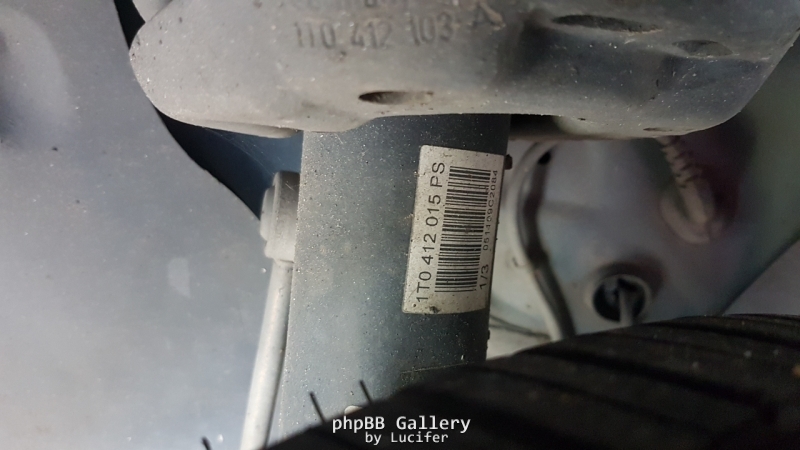 1T0 412 103 A
1T0 412 015 PS
1/3
phpBB Gallery
by Lucifer